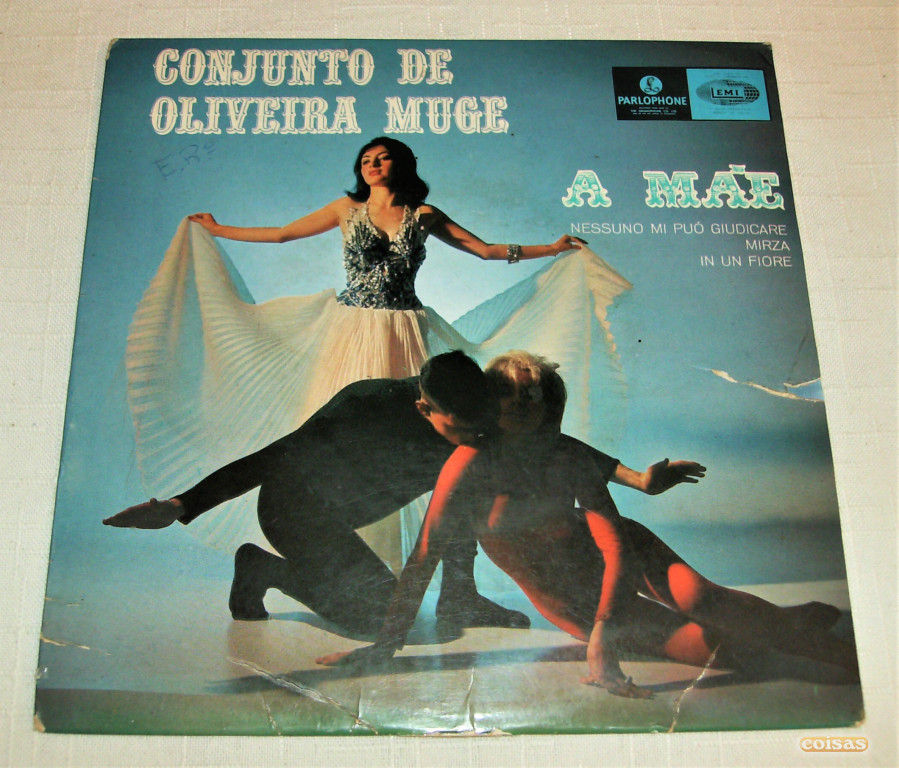 CONJUNTO DE
OLIVEIRA MUGE
PARLOPHONE
EMI
A MÃE
NESSUNO MI PUÓ GIUDICARE
MIRZA
IN UN FIORE
coisas